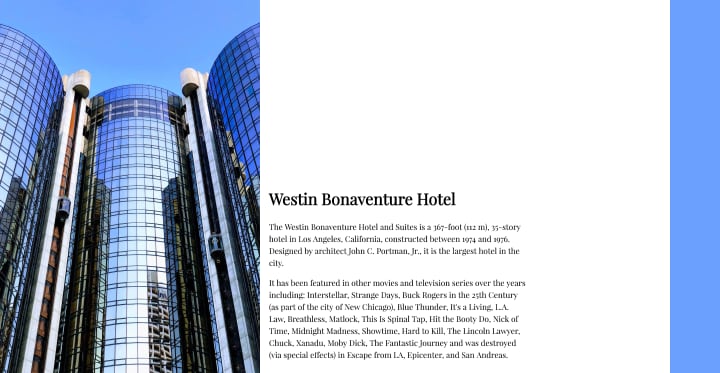 Westin Bonaventure Hotel
The Westin Bonaventure Hotel and Suites is a 367-foot (112 m), 35-story
hotel in Los Angeles, California, constructed between 1974 and 1976.
Designed by architect John C. Portman, Jr., it is the largest hotel in the
city.
It has been featured in other movies and television series over the years
including: Interstellar, Strange Days, Buck Rogers in the 25th Century
(as part of the city of New Chicago), Blue Thunder, It's a Living, L.A.
Law, Breathless, Matlock, This Is Spinal Tap, Hit the Booty Do, Nick of
Time, Midnight Madness, Showtime, Hard to Kill, The Lincoln Lawyer,
Chuck, Xanadu, Moby Dick, The Fantastic Journey and was destroyed
(via special effects) in Escape from LA, Epicenter, and San Andreas.